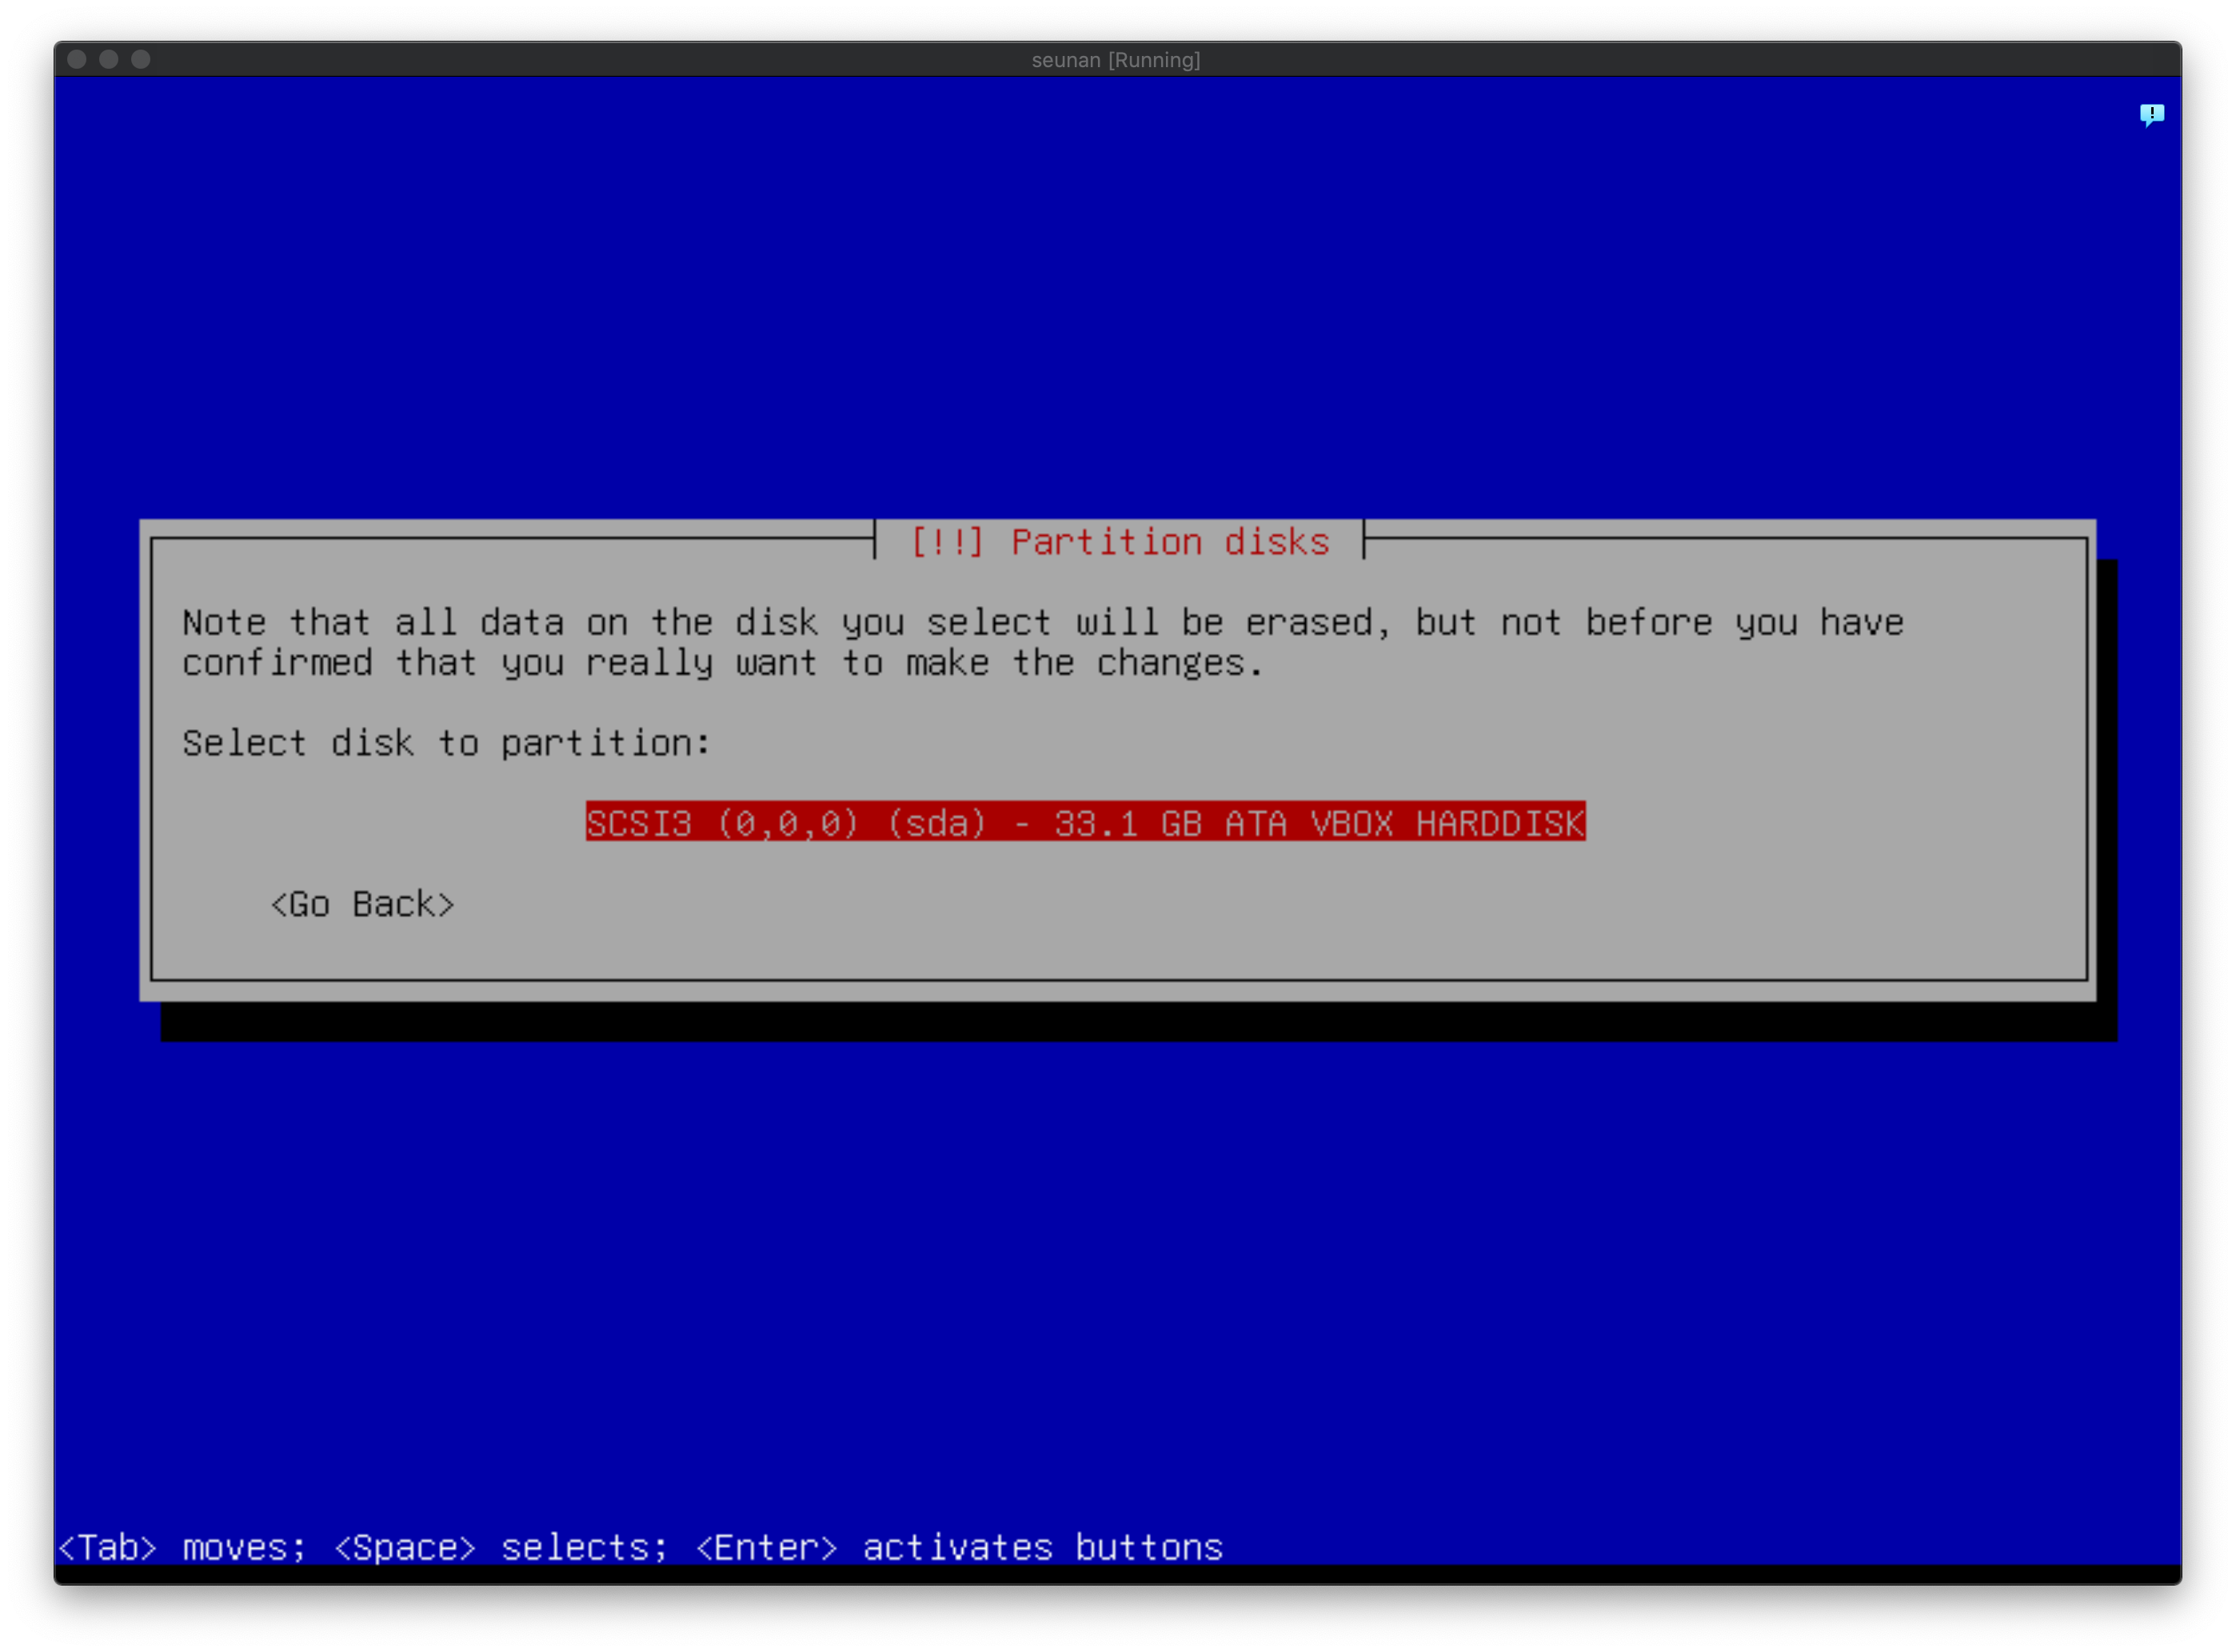 seunan [Running]
[!!] Partition disks
Note that all data on the disk you select will be erased, but not before you have
confirmed that you really want to make the changes.
Select disk to partition:
SCSI3 (0,0,0) (sda) - 33.1 GB ATA VBOX HARDDISK
<Go Back>
<Tab> moves; <Space> selects; <Enter> activates buttons